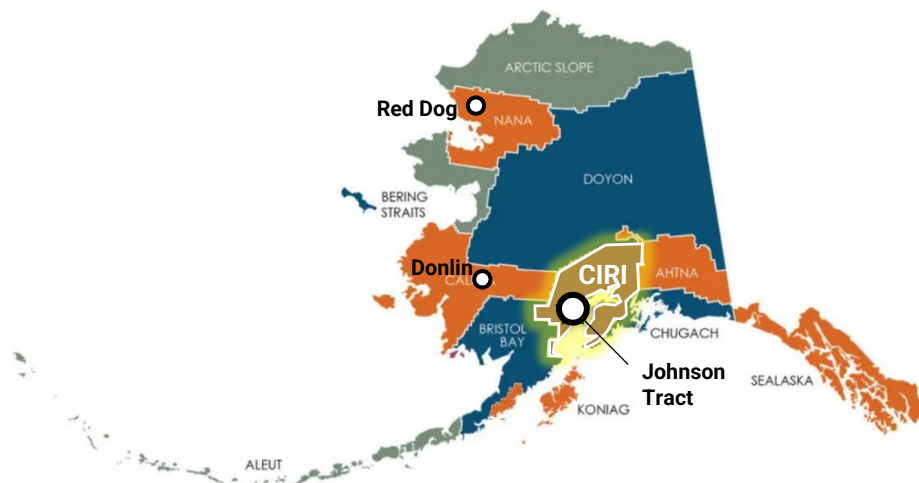 ARCTIC SLOPE
Red Dog
NANA
DOYON
BERING
STRAITS
Donlin
CIRI
AHTNA
BRISTOL
BAY
CHUGACH
Johnson
Tract
SEALASKA
KONIAG
ALEUT